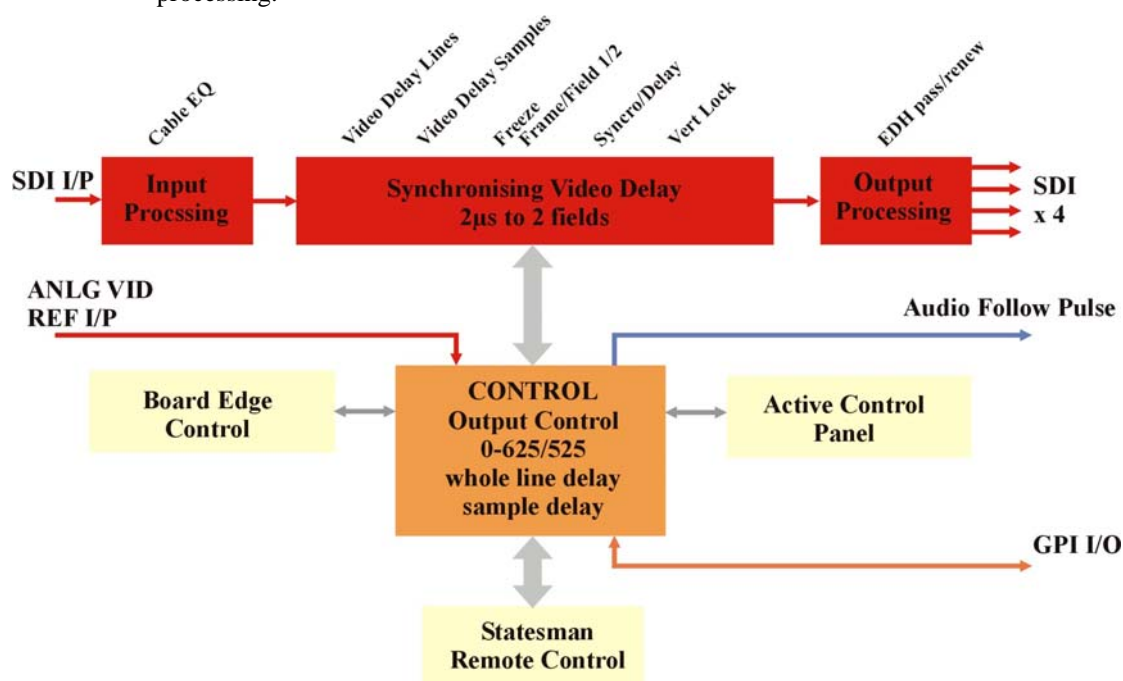 processing.
Cable EQ
Video Delay Lines
Video Delay Samples
Freeze
Frame/Field 1/2
Syncro/Delay
Vert Lock
EDH pass/renew
SDI I/P
Input
Procssing
Synchronising Video Delay
2µs to 2 fields
Output
Processing
SDI
x 4
ANLG VID
REF I/P
Audio Follow Pulse
Board Edge
Control
CONTROL
Output Control
0-625/525
whole line delay
sample delay
Active Control
Panel
GPI I/O
Statesman
Remote Control